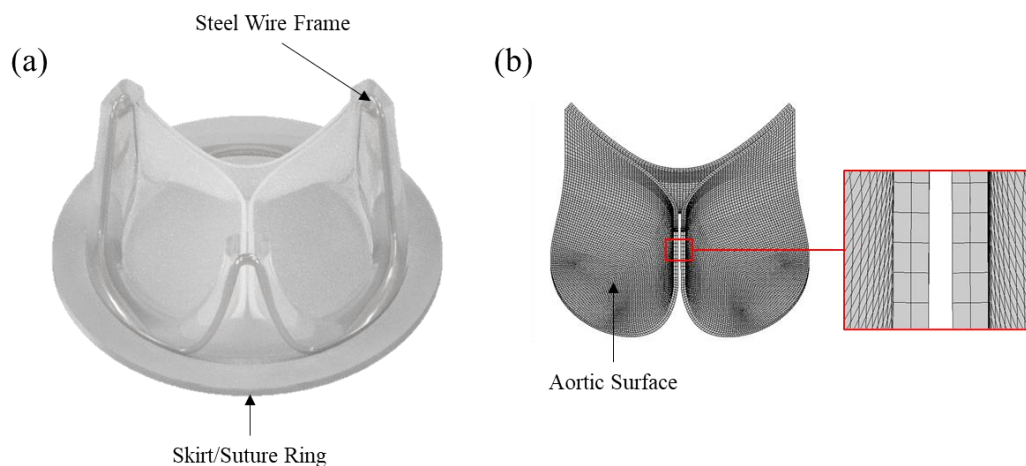 Steel Wire Frame
(a)
(b)
Aortic Surface
Skirt/Suture Ring